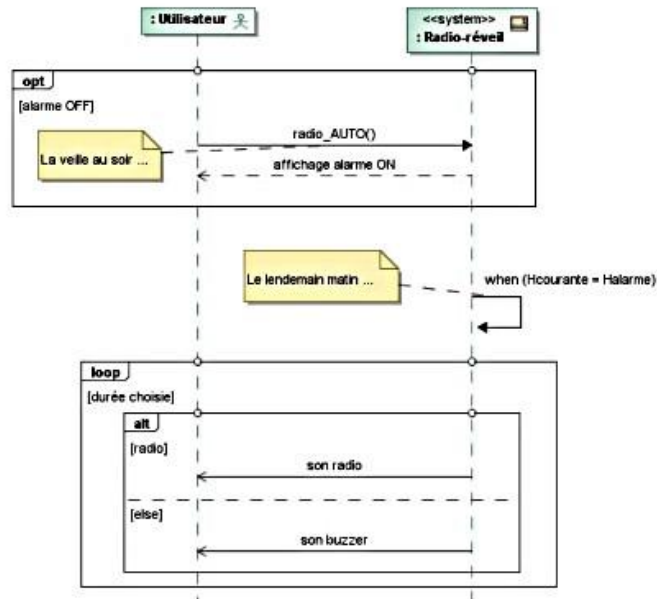 : Utilisateur
<<system>>
: Radio-réveil
opt
[alarme OFF]
radio_AUTO()
La veille au soir ...
affichage alarme ON
Le lendemain matin ...
when (Hcourante = Halarme)
loop
[durée choisie]
alt
[radio]
son radio
[else]
son buzzer